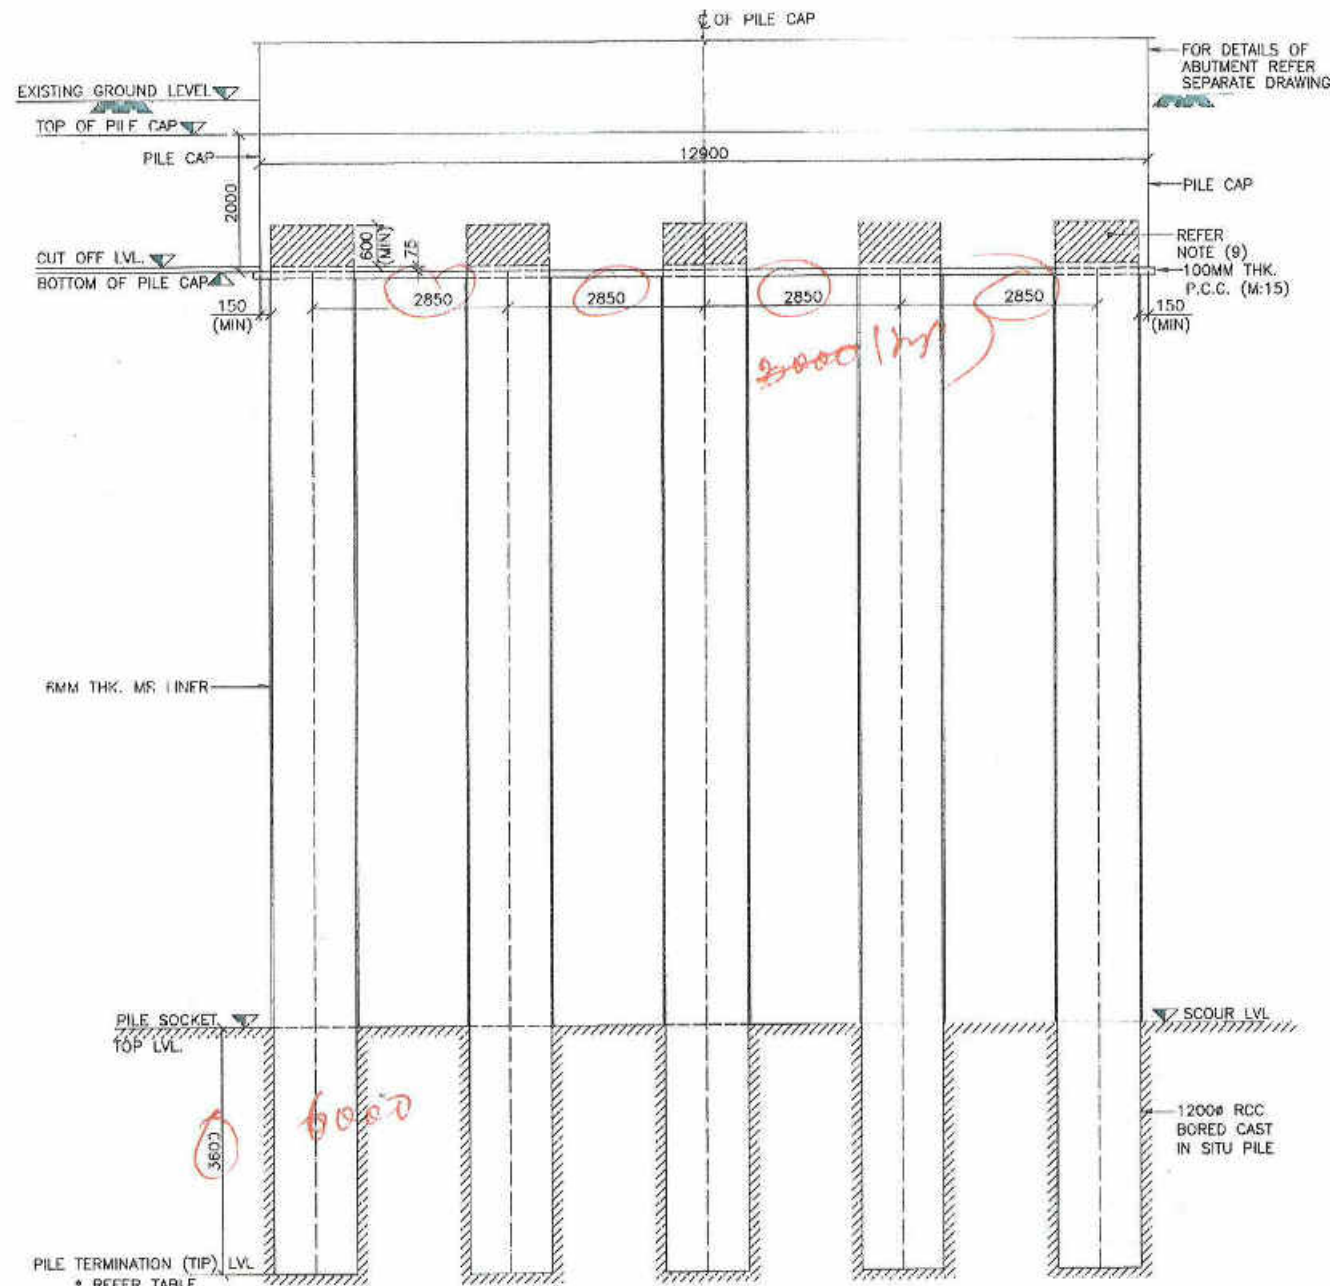 ℄ OF PILE CAP
FOR DETAILS OF
ABUTMENT REFER
SEPARATE DRAWING
EXISTING GROUND LEVEL
TOP OF PILE CAP
PILE CAP
12900
2000
PILE CAP
600
(MIN)
75
REFER
NOTE (9)
CUT OFF LVL.
100MM THK.
P.C.C. (M:15)
BOTTOM OF PILE CAP
150
(MIN)
2850
2850
2850
2850
150
(MIN)
3000
6MM THK. MS LINER
PILE SOCKET
TOP LVL.
SCOUR LVL
3600
6000
1200ø RCC
BORED CAST
IN SITU PILE
PILE TERMINATION (TIP) LVL
* REFER TABLE